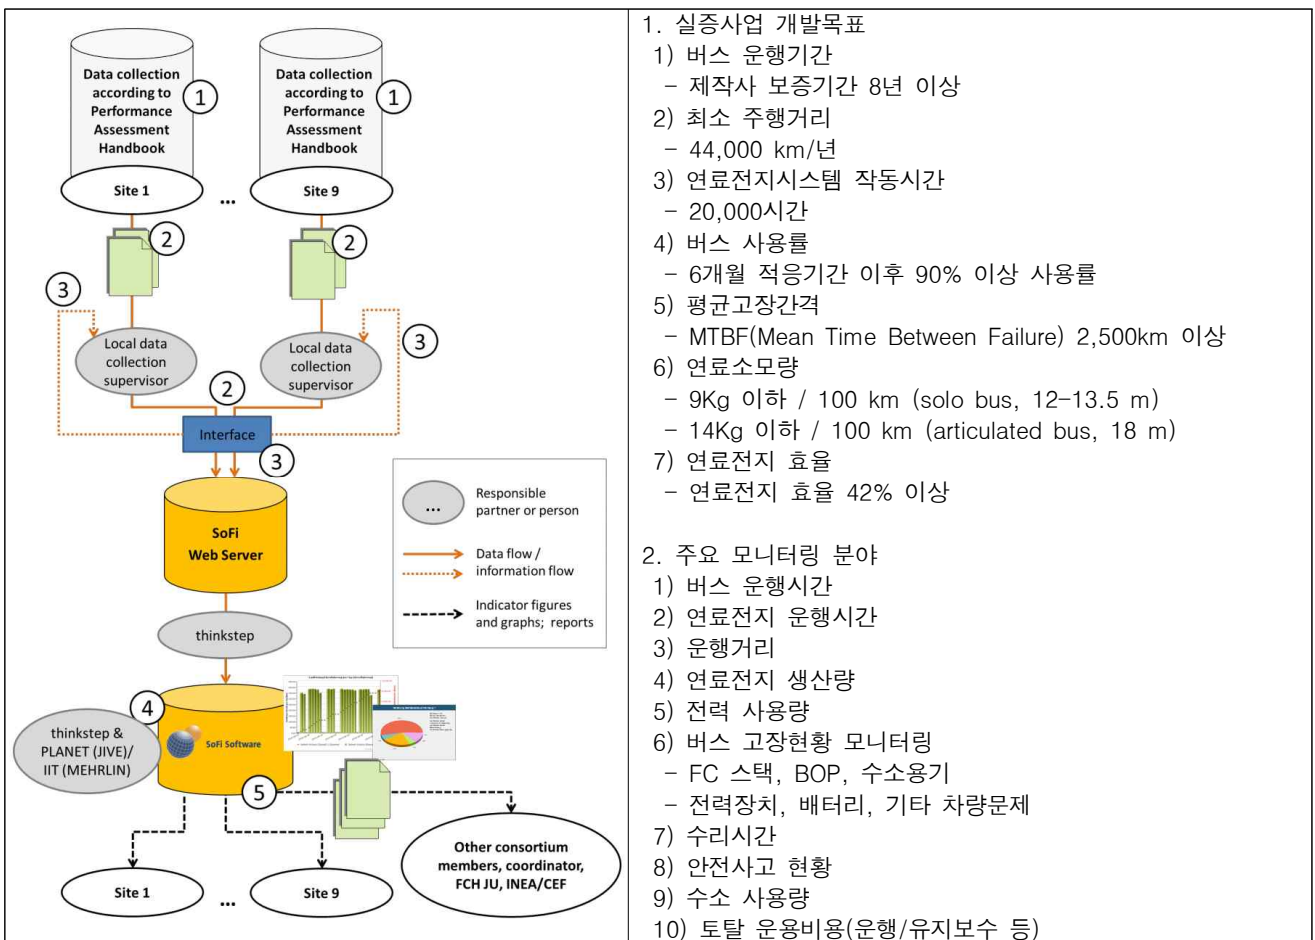 Data collection
according to
Performance
Assessment
Handbook
1
Site 1
Data collection
according to
Performance
Assessment
Handbook
1
Site 9
...
2
2
3
3
Local data
collection
supervisor
Local data
collection
supervisor
2
Interface
3
SoFi
Web Server
thinkstep
...
Responsible
partner or person
Data flow /
information flow
Indicator figures
and graphs; reports
4
thinkstep &
PLANET (JIVE)/
IIT (MEHRLIN)
SoFi Software
5
Site 1
...
Site 9
Other consortium
members, coordinator,
FCH JU, INEA/CEF
1. 실증사업 개발목표
1) 버스 운행기간
- 제작사 보증기간 8년 이상
2) 최소 주행거리
- 44,000 km/년
3) 연료전지시스템 작동시간
- 20,000시간
4) 버스 사용률
- 6개월 적응기간 이후 90% 이상 사용률
5) 평균고장간격
- MTBF(Mean Time Between Failure) 2,500km 이상
6) 연료소모량
- 9Kg 이하 / 100 km (solo bus, 12-13.5 m)
- 14Kg 이하 / 100 km (articulated bus, 18 m)
7) 연료전지 효율
- 연료전지 효율 42% 이상
2. 주요 모니터링 분야
1) 버스 운행시간
2) 연료전지 운행시간
3) 운행거리
4) 연료전지 생산량
5) 전력 사용량
6) 버스 고장현황 모니터링
- FC 스택, BOP, 수소용기
- 전력장치, 배터리, 기타 차량문제
7) 수리시간
8) 안전사고 현황
9) 수소 사용량
10) 토탈 운용비용(운행/유지보수 등)